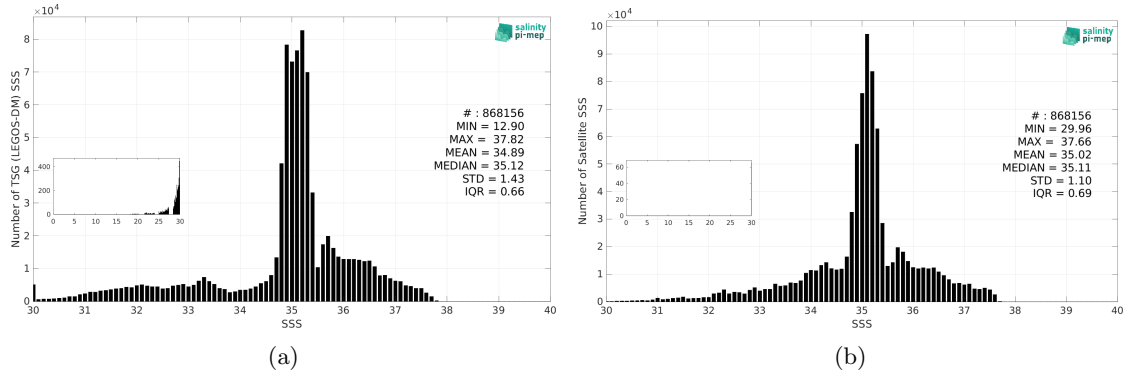 ×10⁴
salinity
pi-mep
Number of TSG (LEGOS-DM) SSS
8
7
6
5
4
3
2
1
0
# : 868156
MIN = 12.90
MAX = 37.82
MEAN = 34.89
MEDIAN = 35.12
STD = 1.43
IQR = 0.66
400
200
0
0 5 10 15 20 25 30
30 31 32 33 34 35 36 37 38 39 40
SSS
(a)
×10⁴
salinity
pi-mep
Number of Satellite SSS
10
9
8
7
6
5
4
3
2
1
0
# : 868156
MIN = 29.96
MAX = 37.66
MEAN = 35.02
MEDIAN = 35.11
STD = 1.10
IQR = 0.69
60
40
20
0
0 5 10 15 20 25 30
30 31 32 33 34 35 36 37 38 39 40
SSS
(b)